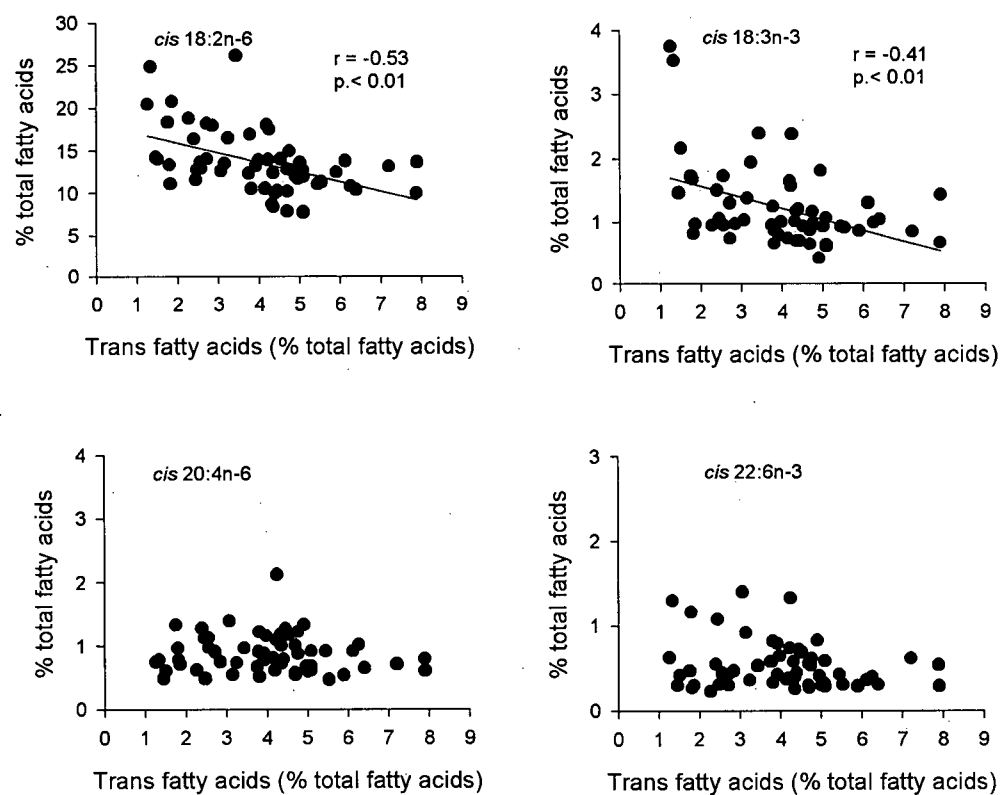 cis 18:2n-6
r = -0.53
p.< 0.01
% total fatty acids
30
25
20
15
10
5
0
0 1 2 3 4 5 6 7 8 9
Trans fatty acids (% total fatty acids)
cis 18:3n-3
r = -0.41
p.< 0.01
% total fatty acids
4
3
2
1
0
0 1 2 3 4 5 6 7 8 9
Trans fatty acids (% total fatty acids)
cis 20:4n-6
% total fatty acids
4
3
2
1
0
0 1 2 3 4 5 6 7 8 9
Trans fatty acids (% total fatty acids)
cis 22:6n-3
% total fatty acids
3
2
1
0
0 1 2 3 4 5 6 7 8 9
Trans fatty acids (% total fatty acids)